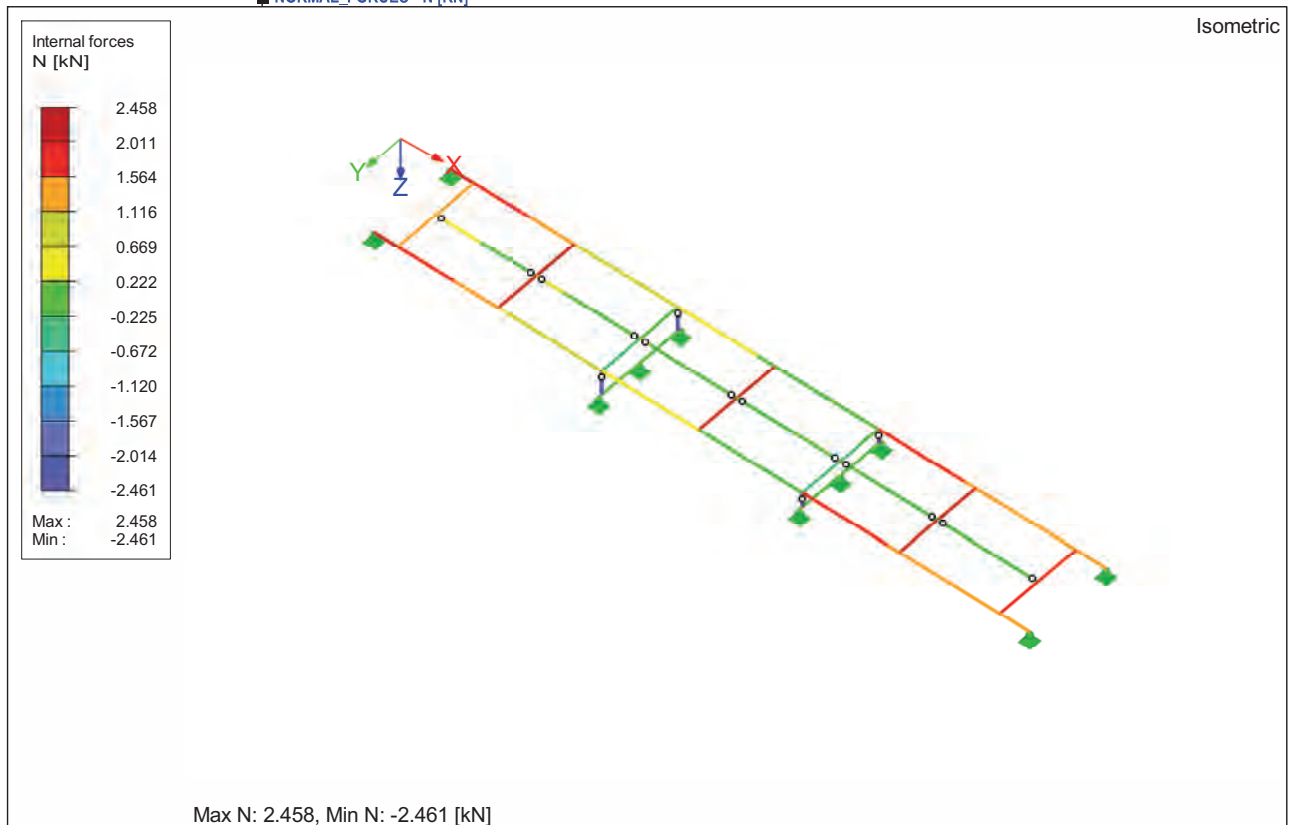 NORMAL_FORCES N [KN]
Isometric
Internal forces
N [kN]
2.458
2.011
1.564
1.116
0.669
0.222
-0.225
-0.672
-1.120
-1.567
-2.014
-2.461
Max : 2.458
Min : -2.461
X
Y
Z
Max N: 2.458, Min N: -2.461 [kN]